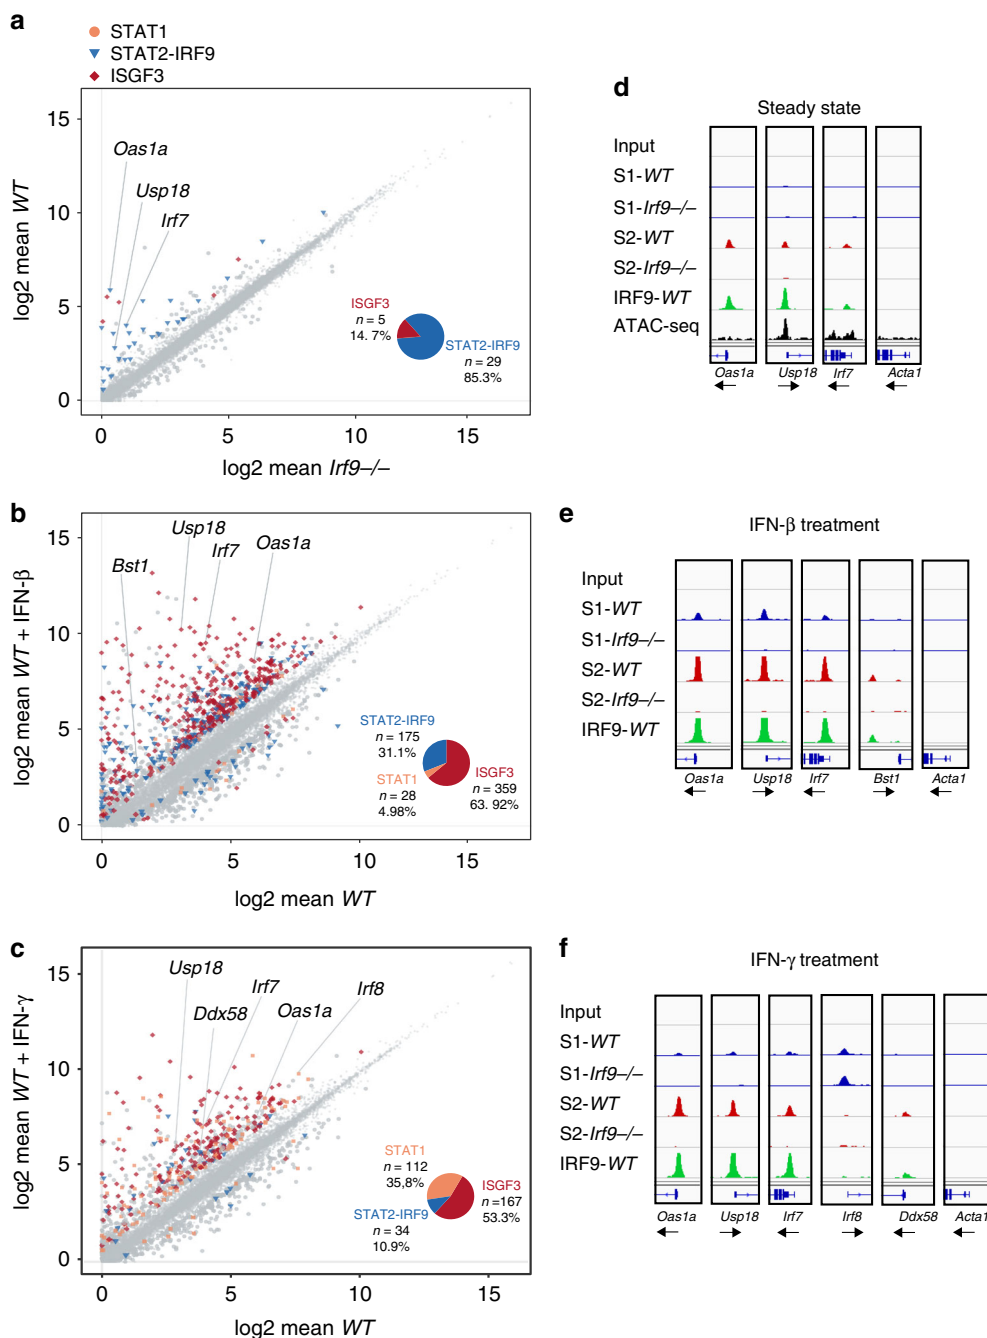 a
STAT1
STAT2-IRF9
ISGF3
15
10
5
0
log2 mean WT
Oas1a
Usp18
Irf7
ISGF3
n = 5
14. 7%
STAT2-IRF9
n = 29
85.3%
0 5 10 15
log2 mean Irf9–/–
b
15
10
5
0
log2 mean WT + IFN-β
Usp18
Irf7
Oas1a
Bst1
STAT2-IRF9
n = 175
31.1%
STAT1
n = 28
4.98%
ISGF3
n = 359
63. 92%
0 5 10 15
log2 mean WT
c
15
10
5
0
log2 mean WT + IFN-γ
Usp18
Irf7
Irf8
Ddx58
Oas1a
STAT1
n = 112
35,8%
STAT2-IRF9
n = 34
10.9%
ISGF3
n =167
53.3%
0 5 10 15
log2 mean WT
d
Steady state
Input
S1-WT
S1-Irf9–/–
S2-WT
S2-Irf9–/–
IRF9-WT
ATAC-seq
Oas1a Usp18 Irf7 Acta1
e
IFN-β treatment
Input
S1-WT
S1-Irf9–/–
S2-WT
S2-Irf9–/–
IRF9-WT
Oas1a Usp18 Irf7 Bst1 Acta1
f
IFN-γ treatment
Input
S1-WT
S1-Irf9–/–
S2-WT
S2-Irf9–/–
IRF9-WT
Oas1a Usp18 Irf7 Irf8 Ddx58 Acta1